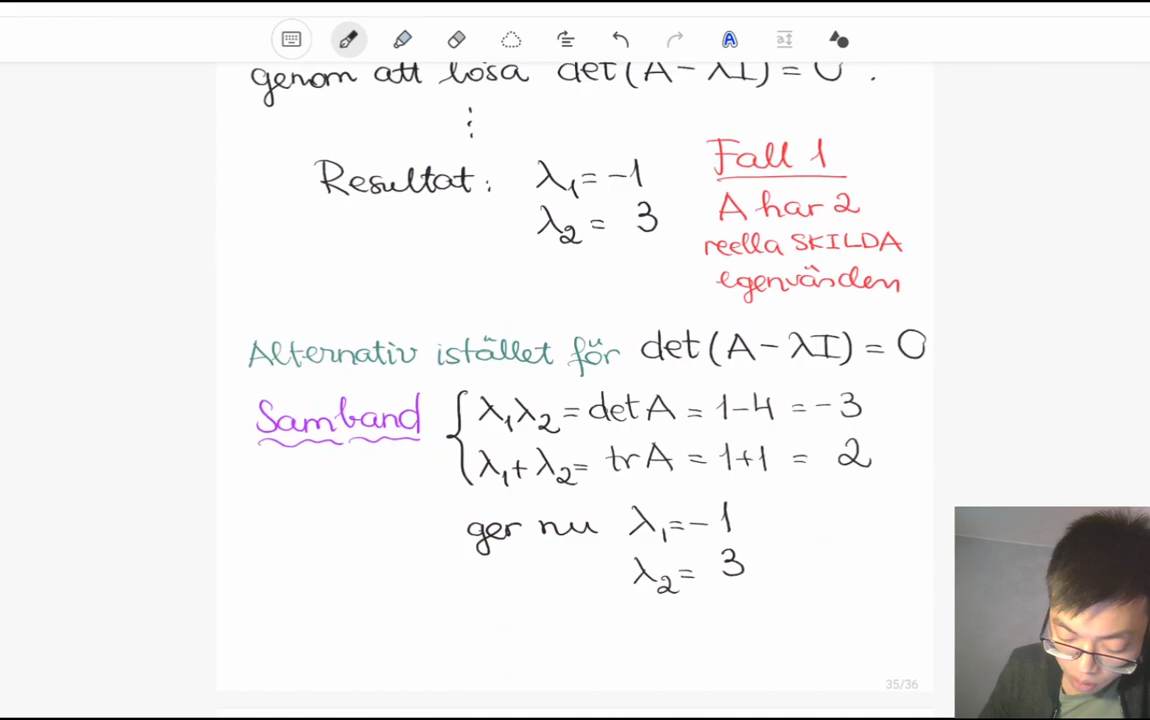 genom att lösa det(A-λI)=0.
⋮
Resultat: λ₁=-1
λ₂= 3
Fall 1
A har 2
reella SKILDA
egenvärden
Alternativ istället för det(A-λI)=0
Samband { λ₁λ₂=detA=1-4=-3
λ₁+λ₂= trA=1+1= 2
ger nu λ₁=-1
λ₂= 3
35/36